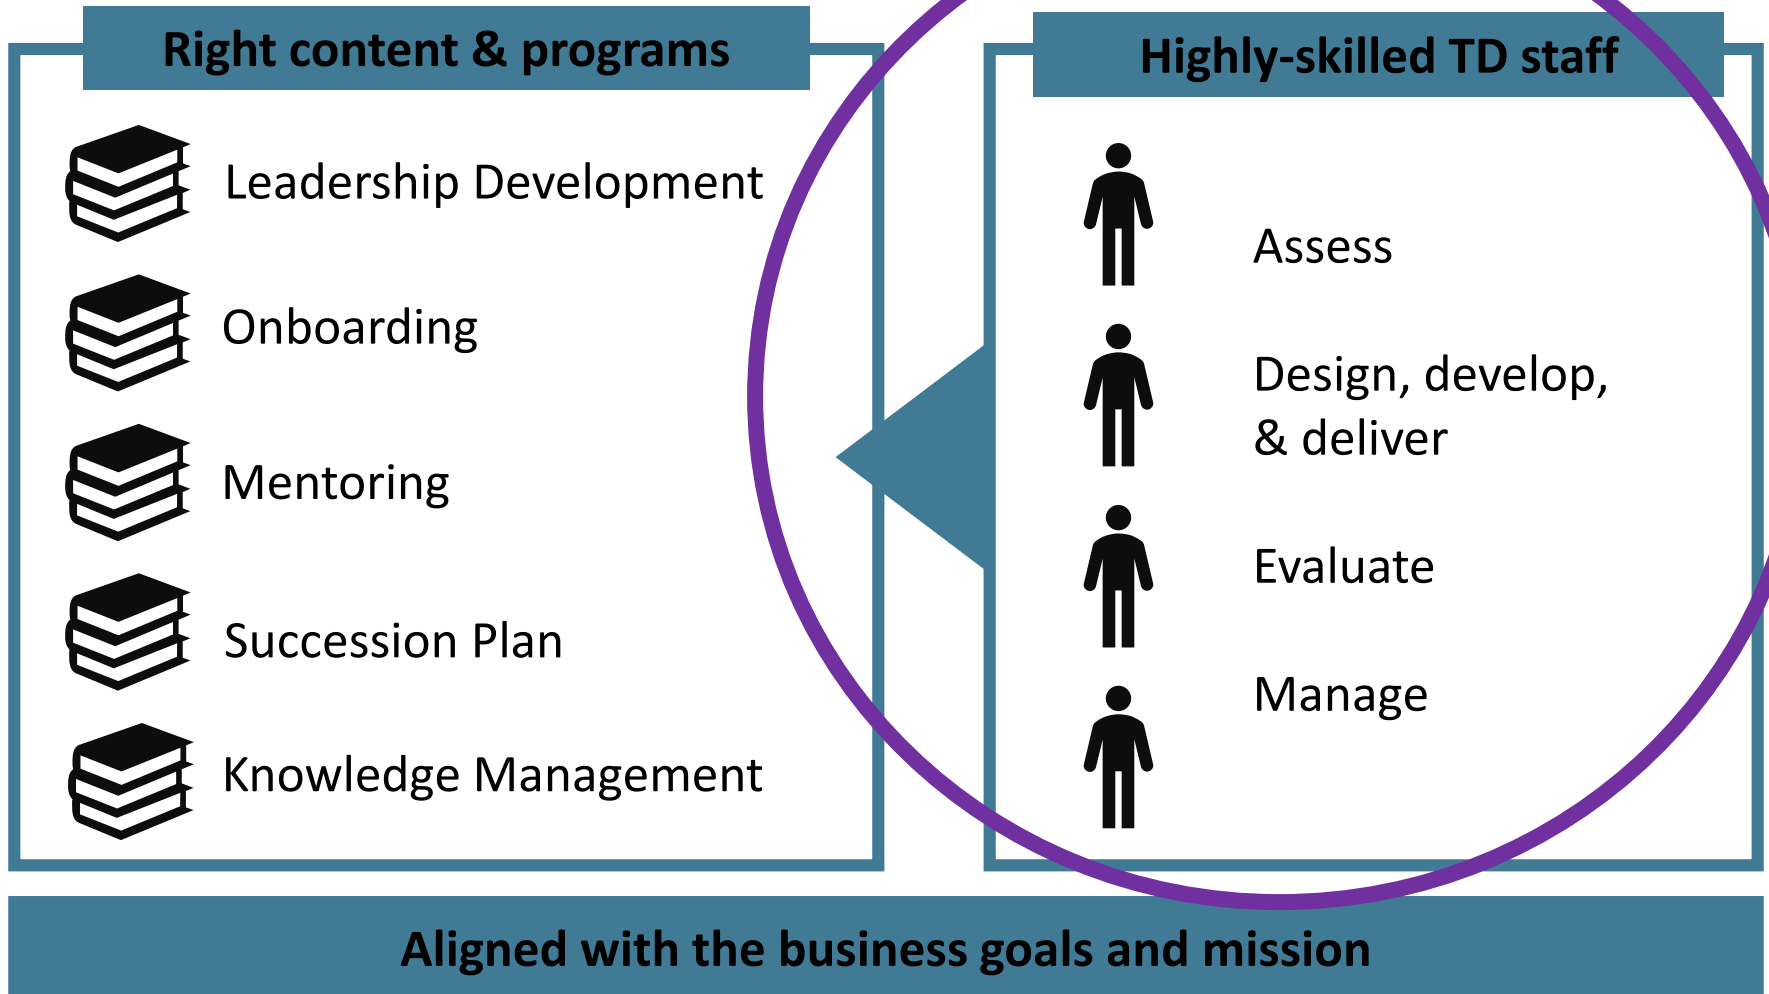 Right content & programs
Leadership Development
Onboarding
Mentoring
Succession Plan
Knowledge Management
Highly-skilled TD staff
Assess
Design, develop,
& deliver
Evaluate
Manage
Aligned with the business goals and mission